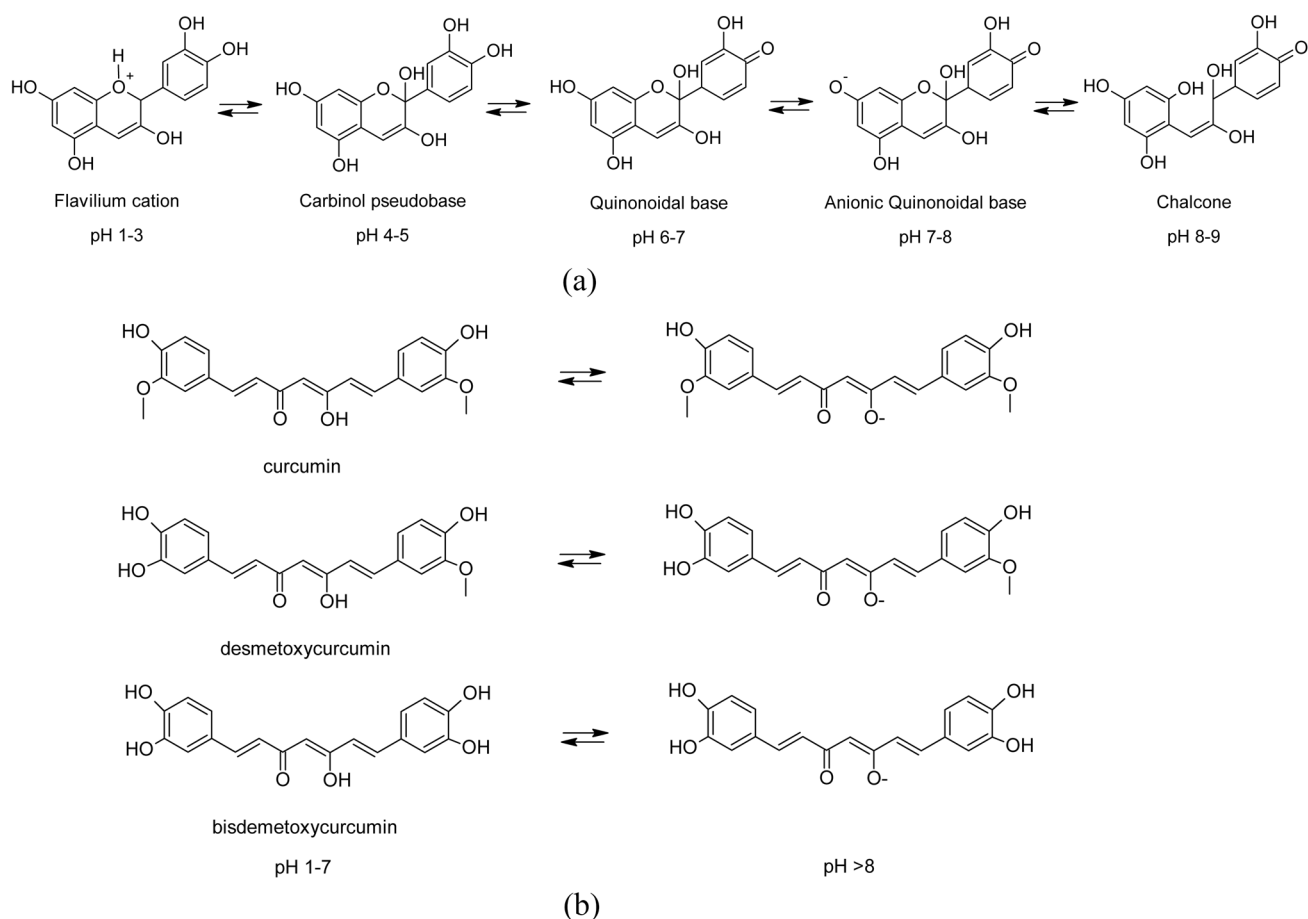 OH
H
OH
+
HO
O
OH
OH
Flavilium cation
pH 1-3
OH
OH
OH
HO
O
OH
OH
Carbinol pseudobase
pH 4-5
HO
O
OH
HO
O
OH
OH
Quinonoidal base
pH 6-7
HO
O
OH
-
O
O
OH
OH
Anionic Quinonoidal base
pH 7-8
HO
O
OH
HO
OH
OH
OH
Chalcone
pH 8-9
(a)
HO
OH
O
O
O
OH
curcumin
HO
OH
O
O
O
O-
HO
OH
HO
O
O
OH
desmetoxycurcumin
HO
OH
HO
O
O
O-
HO
OH
HO
OH
O
OH
bisdemetoxycurcumin
pH 1-7
HO
OH
HO
OH
O
O-
pH >8
(b)